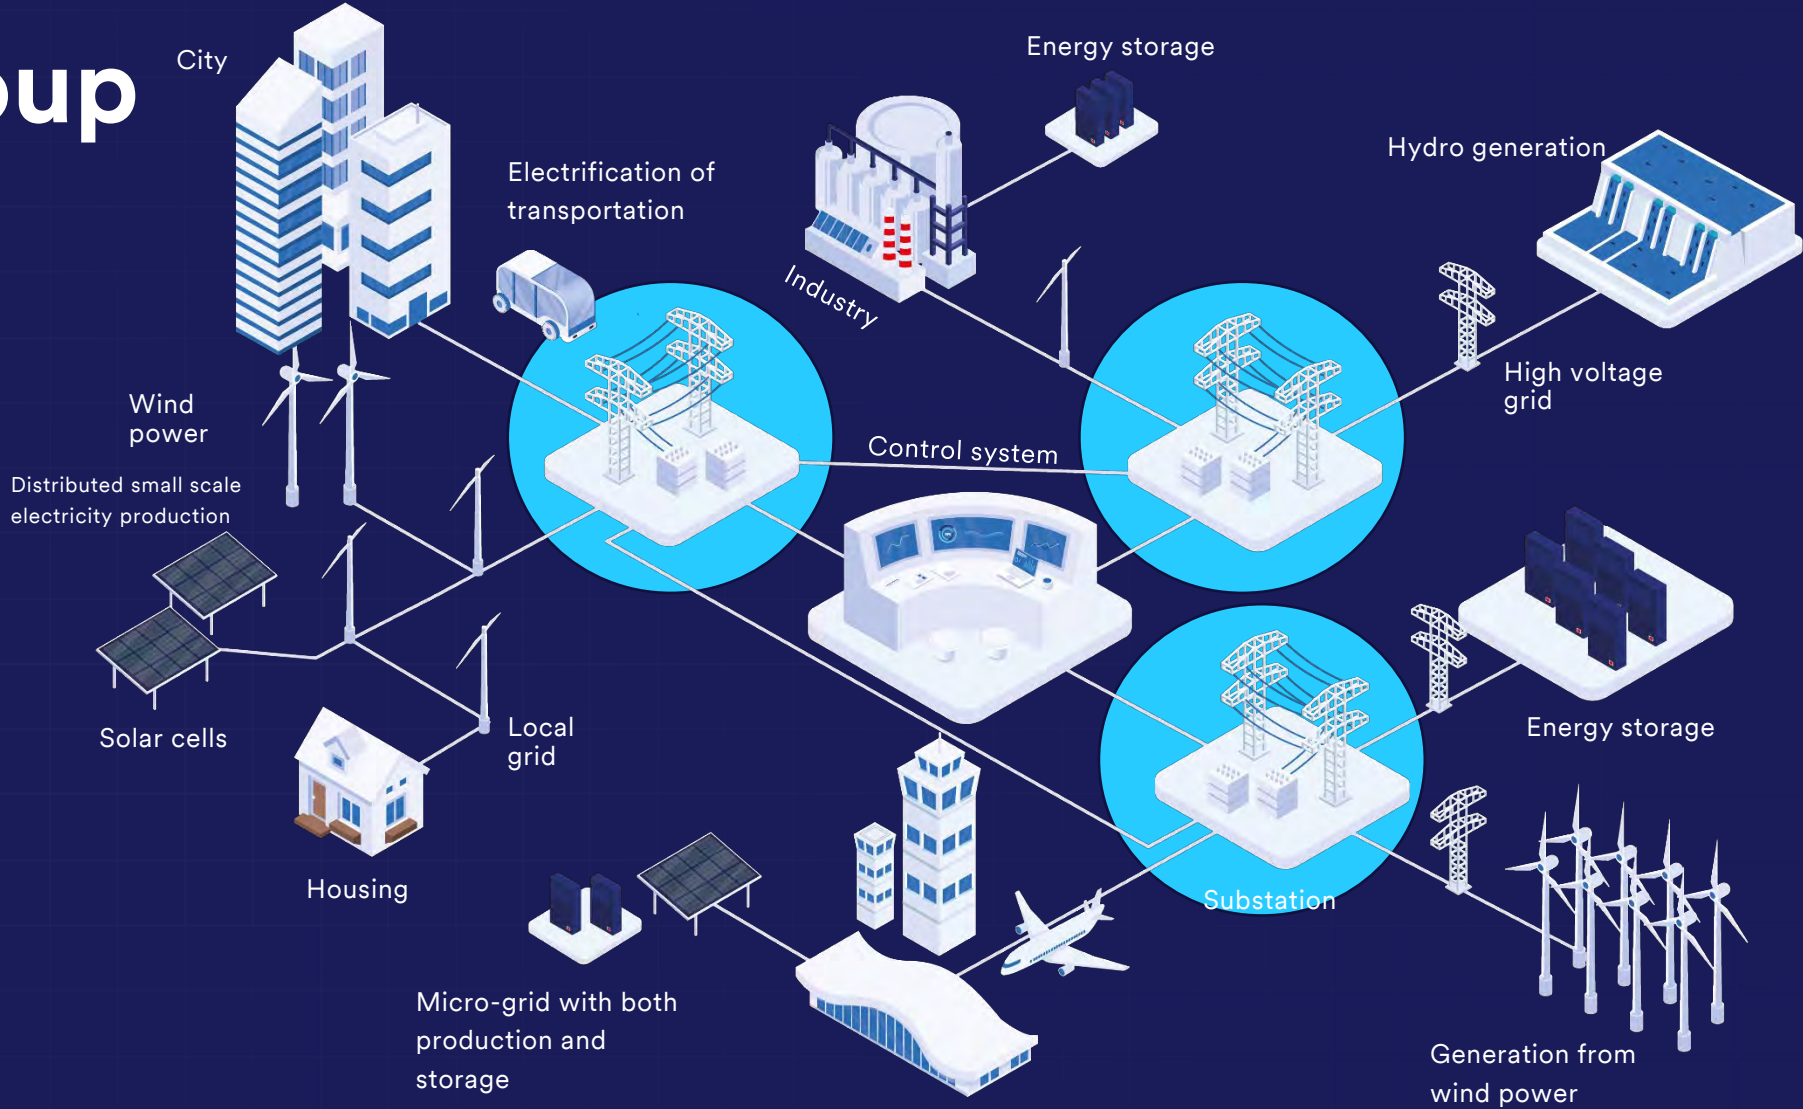 oup
City
Energy storage
Hydro generation
Electrification of
transportation
Industry
High voltage
grid
Wind
power
Control system
Distributed small scale
electricity production
Solar cells
Local
grid
Energy storage
Housing
Substation
Micro-grid with both
production and
storage
Generation from
wind power